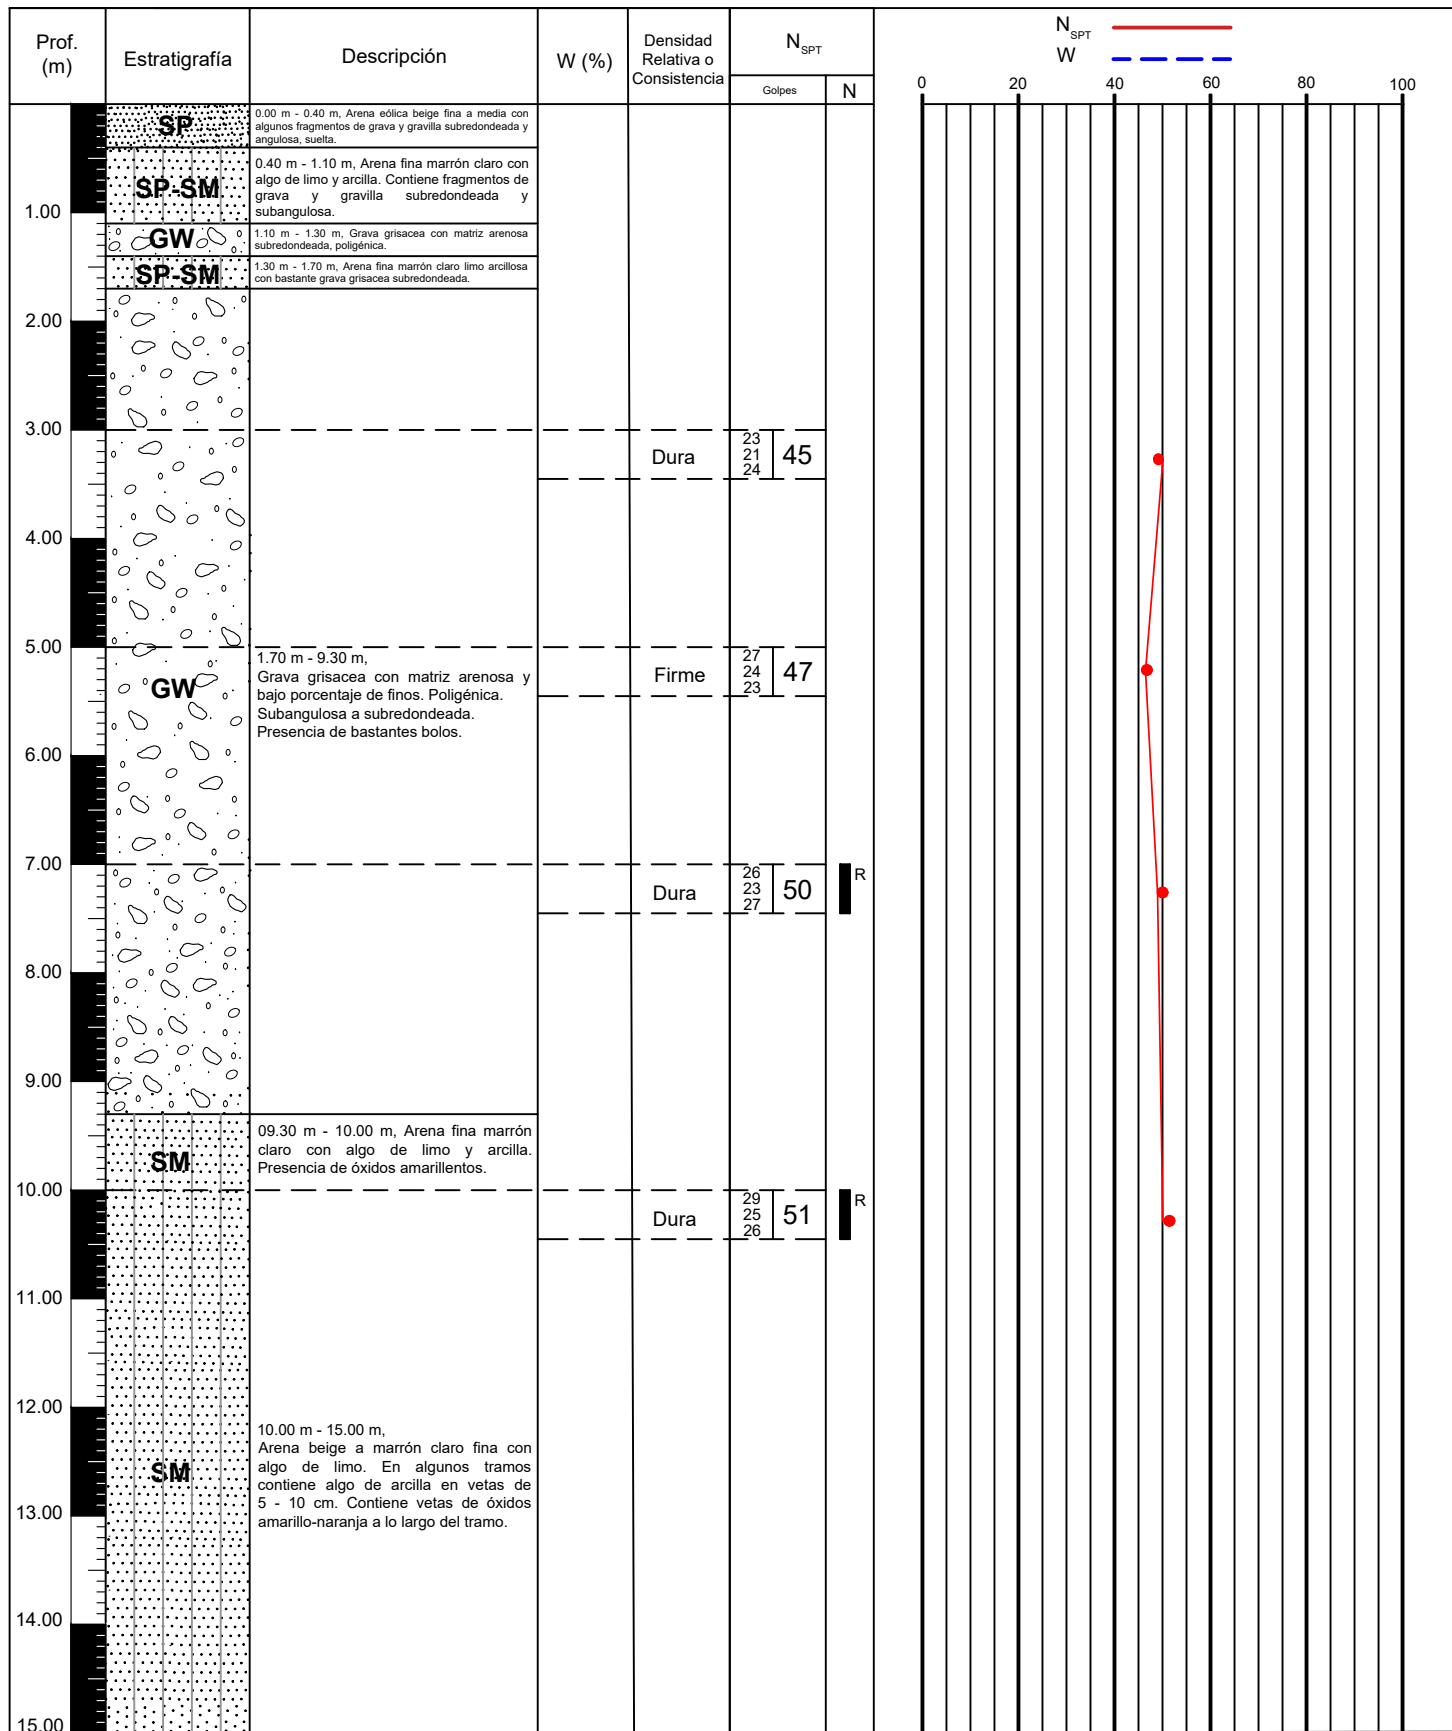 Prof.
(m)
Estratigrafía
Descripción
W (%)
Densidad
Relativa o
Consistencia
N SPT
Golpes
N
N SPT
W
0 20 40 60 80 100
SP
0.00 m - 0.40 m, Arena eólica beige fina a media con
algunos fragmentos de grava y gravilla subredondeada y
angulosa, suelta.
SP-SM
0.40 m - 1.10 m, Arena fina marrón claro con
algo de limo y arcilla. Contiene fragmentos de
grava y gravilla subredondeada y
subangulosa.
1.00
GW
1.10 m - 1.30 m, Grava grisacea con matriz arenosa
subredondeada, poligénica.
SP-SM
1.30 m - 1.70 m, Arena fina marrón claro limo arcillosa
con bastante grava grisacea subredondeada.
2.00
3.00
Dura
23
21
24
45
4.00
5.00
GW
1.70 m - 9.30 m,
Grava grisacea con matriz arenosa y
bajo porcentaje de finos. Poligénica.
Subangulosa a subredondeada.
Presencia de bastantes bolos.
Firme
27
24
23
47
6.00
7.00
Dura
26
23
27
50
R
8.00
9.00
SM
09.30 m - 10.00 m, Arena fina marrón
claro con algo de limo y arcilla.
Presencia de óxidos amarillentos.
10.00
Dura
29
25
26
51
R
11.00
12.00
SM
10.00 m - 15.00 m,
Arena beige a marrón claro fina con
algo de limo. En algunos tramos
contiene algo de arcilla en vetas de
5 - 10 cm. Contiene vetas de óxidos
amarillo-naranja a lo largo del tramo.
13.00
14.00
15.00